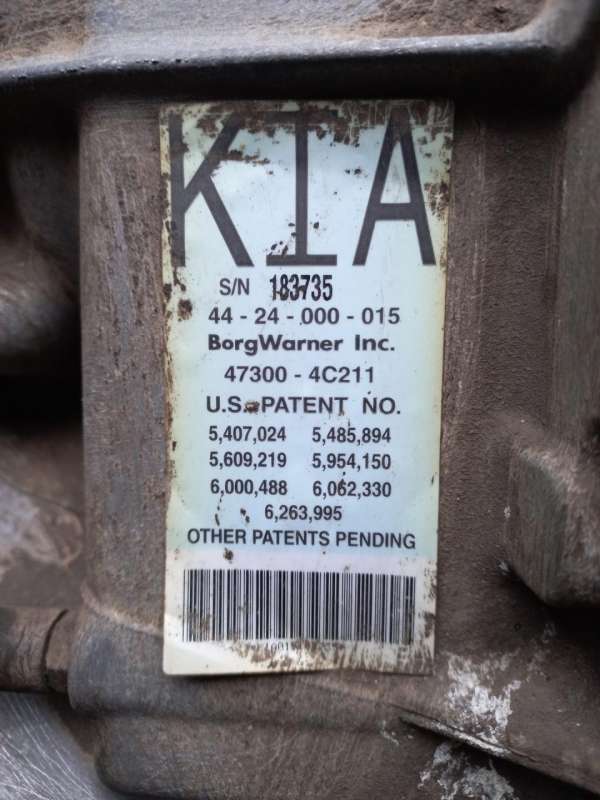 KIA
S/N 183735
44 - 24 - 000 - 015
BorgWarner Inc.
47300 - 4C211
U.S. PATENT NO.
5,407,024 5,485,894
5,609,219 5,954,150
6,000,488 6,062,330
6,263,995
OTHER PATENTS PENDING